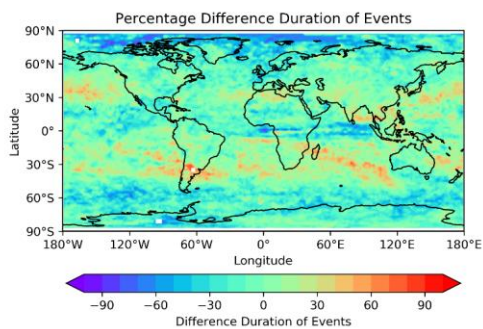 Percentage Difference Duration of Events
90°N
60°N
30°N
0°
30°S
60°S
90°S
Latitude
180°W 120°W 60°W 0° 60°E 120°E 180°E
Longitude
−90 −60 −30 0 30 60 90
Difference Duration of Events